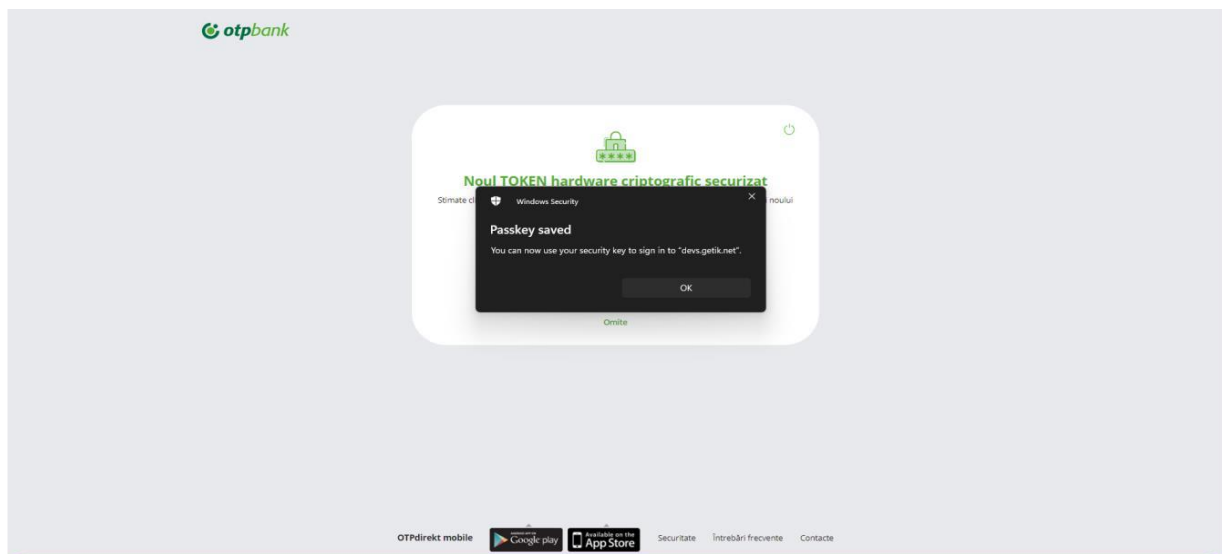 otpbank
****
Noul TOKEN hardware criptografic securizat
Stimate cl
noului
Windows Security
Passkey saved
You can now use your security key to sign in to "devs.getik.net".
OK
Omite
OTPdirekt mobile
Google play
Available on the
App Store
Securitate
Întrebări frecvente
Contacte